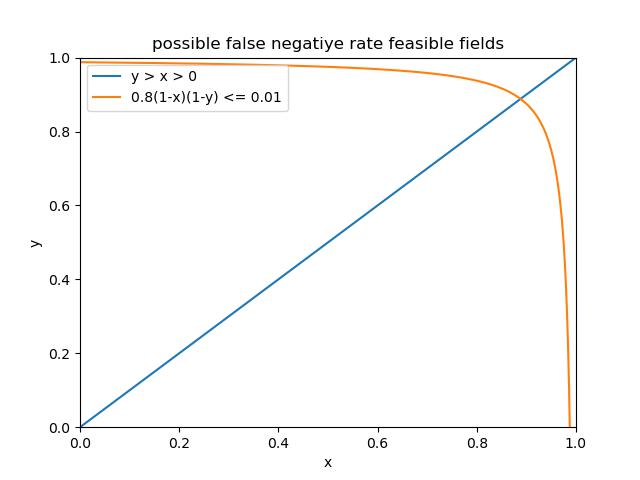 possible false negatiye rate feasible fields
y > x > 0
0.8(1-x)(1-y) <= 0.01
1.0
0.8
0.6
0.4
0.2
0.0
y
0.0 0.2 0.4 0.6 0.8 1.0
x